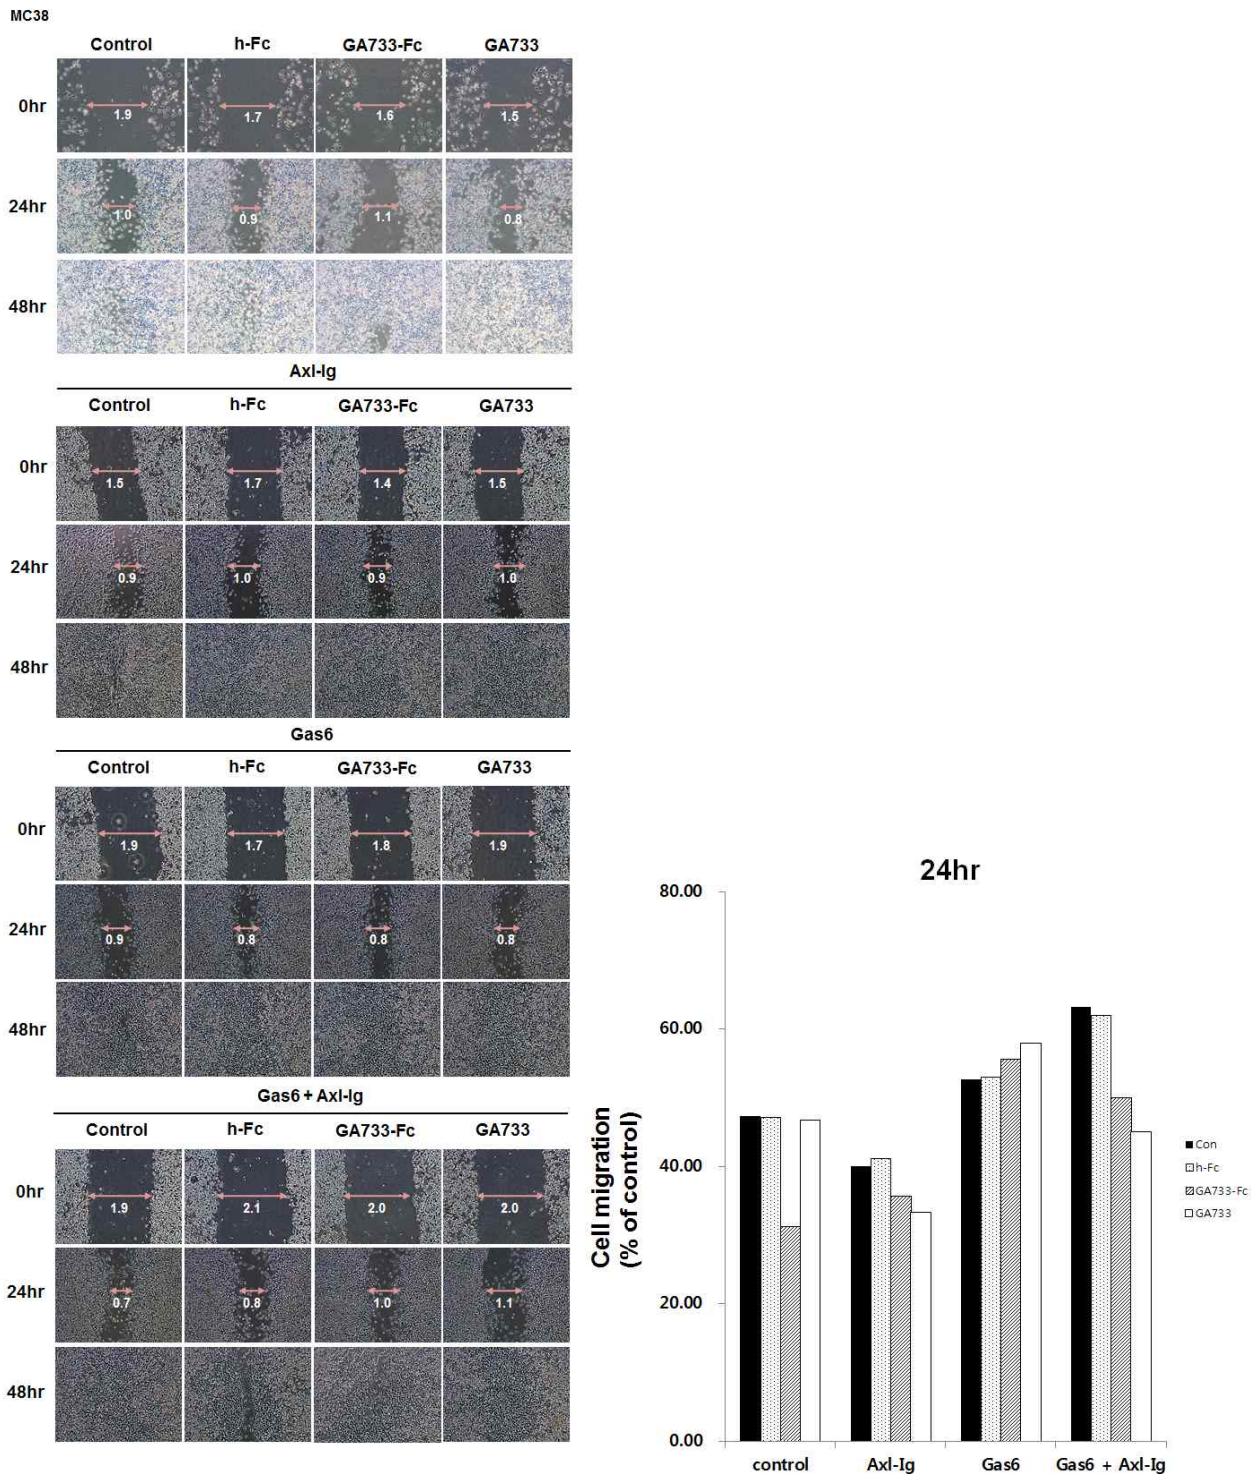 MC38
Control h-Fc GA733-Fc GA733
0hr
1.9 1.7 1.6 1.5
24hr
1.0 0.9 1.1 0.8
48hr
Axl-Ig
Control h-Fc GA733-Fc GA733
0hr
1.5 1.7 1.4 1.5
24hr
0.9 1.0 0.9 1.0
48hr
Gas6
Control h-Fc GA733-Fc GA733
0hr
1.9 1.7 1.8 1.9
24hr
0.9 0.8 0.8 0.8
48hr
Gas6 + Axl-Ig
Control h-Fc GA733-Fc GA733
0hr
1.9 2.1 2.0 2.0
24hr
0.7 0.8 1.0 1.1
48hr
24hr
Cell migration
(% of control)
80.00
60.00
40.00
20.00
0.00
control Axl-Ig Gas6 Gas6 + Axl-Ig
Con
h-Fc
GA733-Fc
GA733